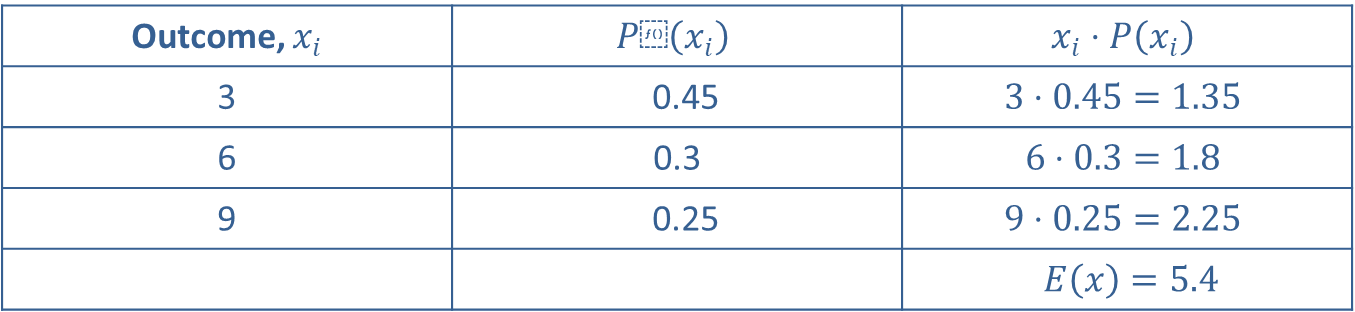 Outcome, xᵢ P(xᵢ) xᵢ · P(xᵢ)
3 0.45 3 · 0.45 = 1.35
6 0.3 6 · 0.3 = 1.8
9 0.25 9 · 0.25 = 2.25
E(x) = 5.4